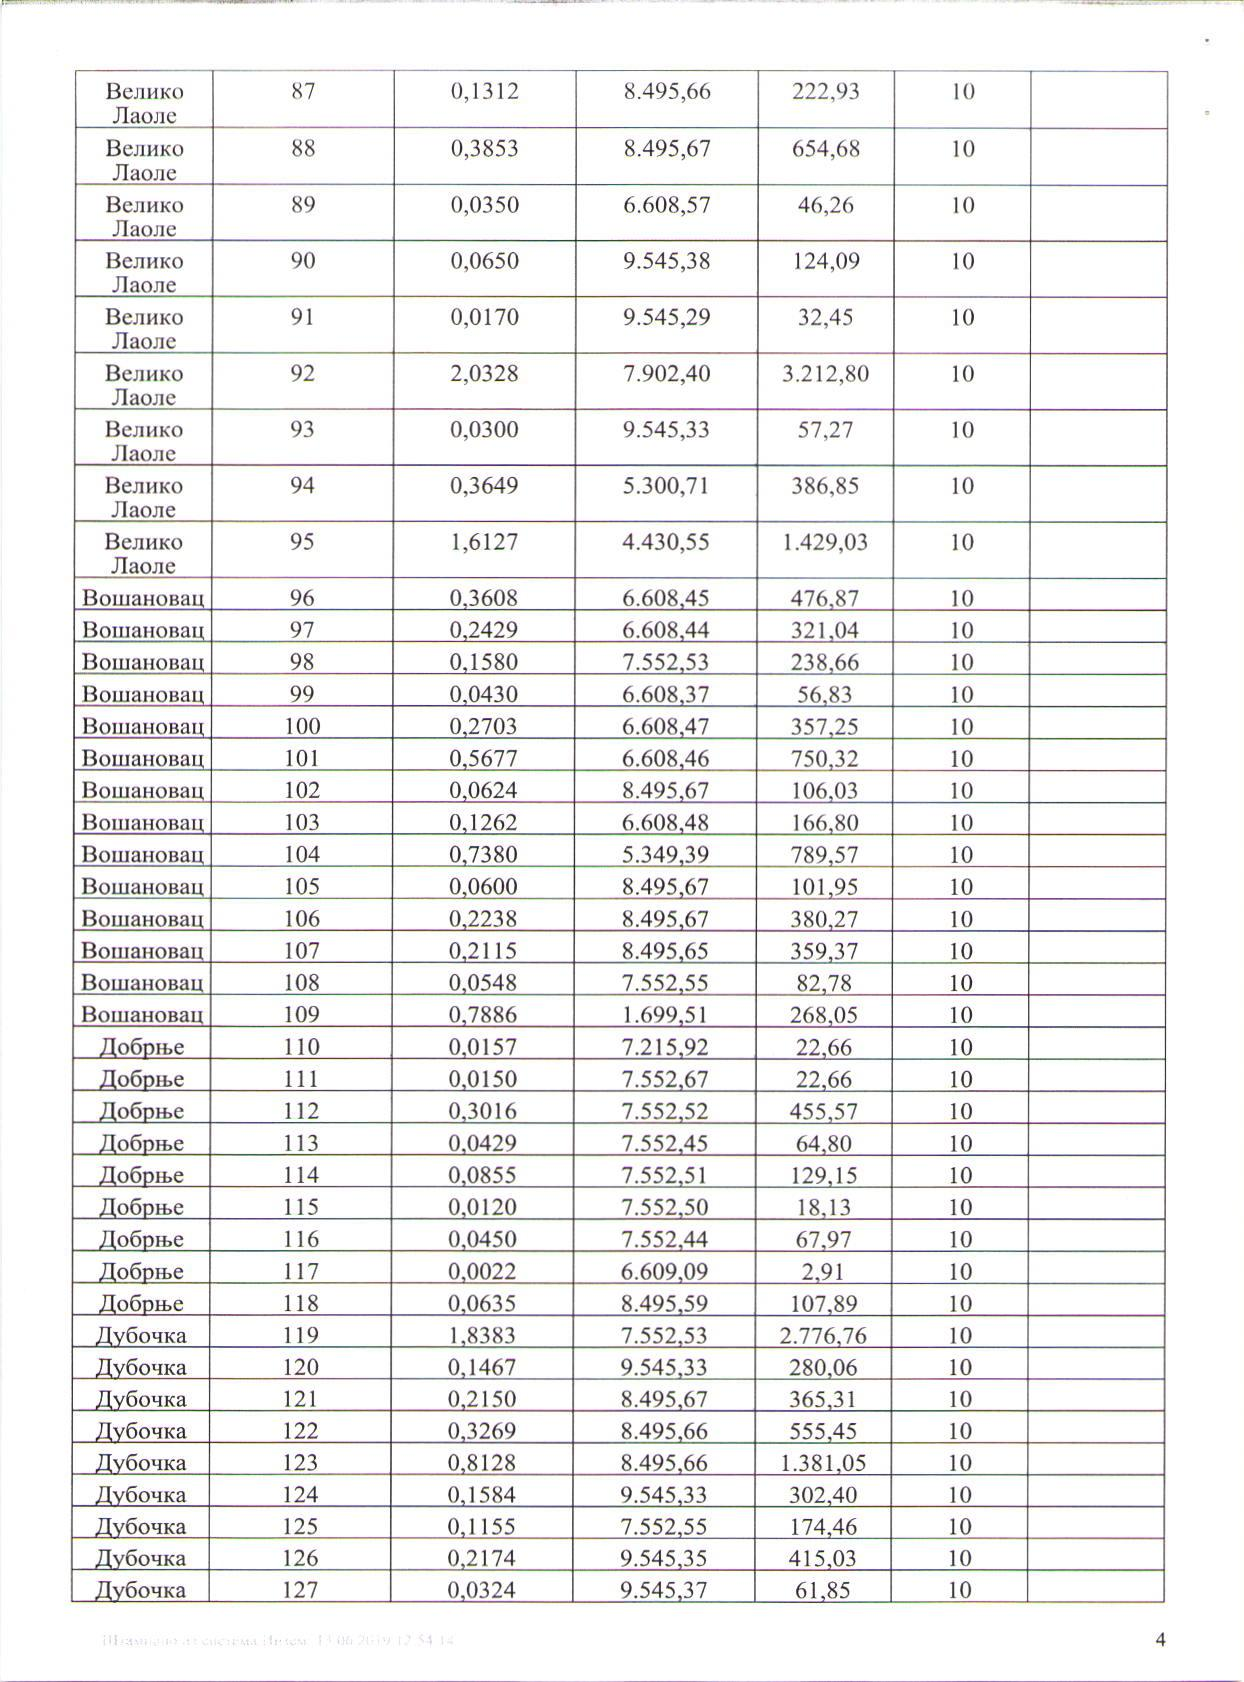 Велико 87 0,1312 8.495,66 222,93 10
Лаоле
Велико 88 0,3853 8.495,67 654,68 10
Лаоле
Велико 89 0,0350 6.608,57 46,26 10
Лаоле
Велико 90 0,0650 9.545,38 124,09 10
Лаоле
Велико 91 0,0170 9.545,29 32,45 10
Лаоле
Велико 92 2,0328 7.902,40 3.212,80 10
Лаоле
Велико 93 0,0300 9.545,33 57,27 10
Лаоле
Велико 94 0,3649 5.300,71 386,85 10
Лаоле
Велико 95 1,6127 4.430,55 1.429,03 10
Лаоле
Вошановац 96 0,3608 6.608,45 476,87 10
Вошановац 97 0,2429 6.608,44 321,04 10
Вошановац 98 0,1580 7.552,53 238,66 10
Вошановац 99 0,0430 6.608,37 56,83 10
Вошановац 100 0,2703 6.608,47 357,25 10
Вошановац 101 0,5677 6.608,46 750,32 10
Вошановац 102 0,0624 8.495,67 106,03 10
Вошановац 103 0,1262 6.608,48 166,80 10
Вошановац 104 0,7380 5.349,39 789,57 10
Вошановац 105 0,0600 8.495,67 101,95 10
Вошановац 106 0,2238 8.495,67 380,27 10
Вошановац 107 0,2115 8.495,65 359,37 10
Вошановац 108 0,0548 7.552,55 82,78 10
Вошановац 109 0,7886 1.699,51 268,05 10
Добрње 110 0,0157 7.215,92 22,66 10
Добрње 111 0,0150 7.552,67 22,66 10
Добрње 112 0,3016 7.552,52 455,57 10
Добрње 113 0,0429 7.552,45 64,80 10
Добрње 114 0,0855 7.552,51 129,15 10
Добрње 115 0,0120 7.552,50 18,13 10
Добрње 116 0,0450 7.552,44 67,97 10
Добрње 117 0,0022 6.609,09 2,91 10
Добрње 118 0,0635 8.495,59 107,89 10
Дубочка 119 1,8383 7.552,53 2.776,76 10
Дубочка 120 0,1467 9.545,33 280,06 10
Дубочка 121 0,2150 8.495,67 365,31 10
Дубочка 122 0,3269 8.495,66 555,45 10
Дубочка 123 0,8128 8.495,66 1.381,05 10
Дубочка 124 0,1584 9.545,33 302,40 10
Дубочка 125 0,1155 7.552,55 174,46 10
Дубочка 126 0,2174 9.545,35 415,03 10
Дубочка 127 0,0324 9.545,37 61,85 10
Штампано из система 13.06.2019 12:54:14
4